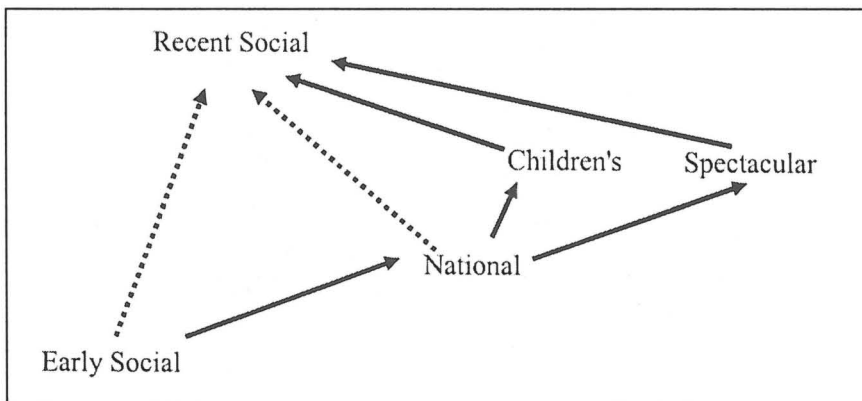 Recent Social
Children's
Spectacular
National
Early Social